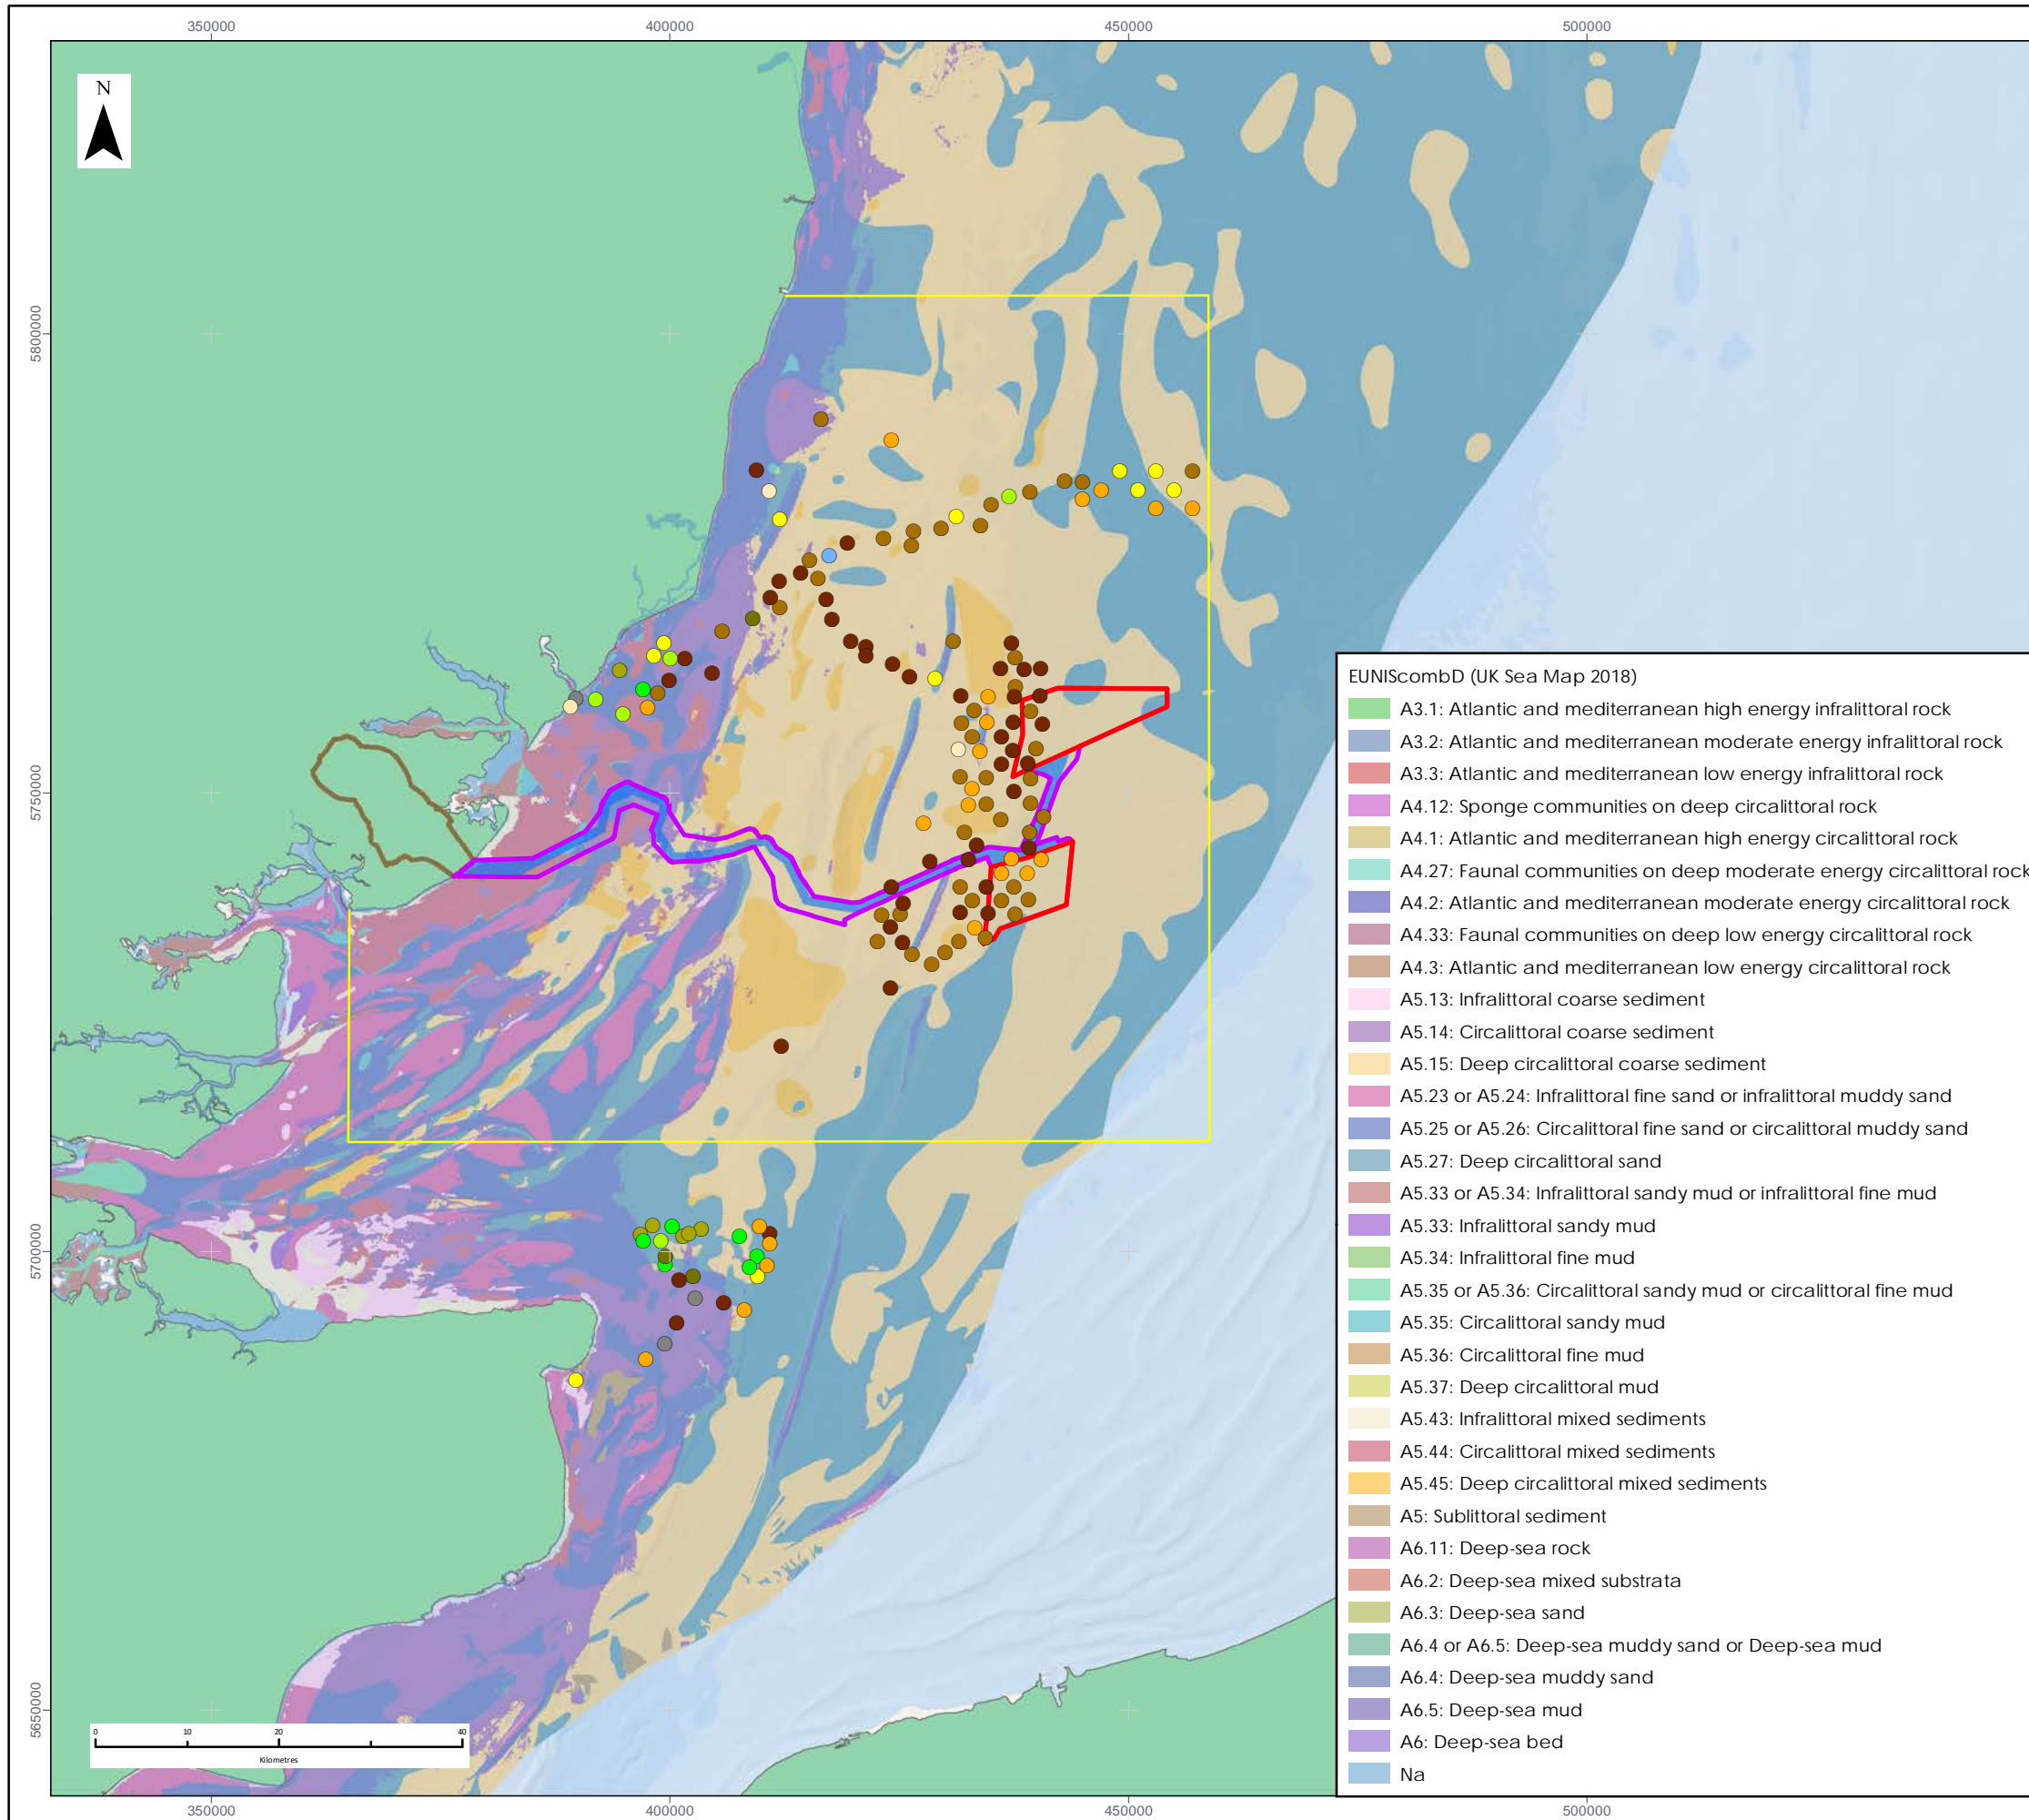 350000 400000 450000 500000
N
5800000
5750000
5700000
5650000
EUNIScombD (UK Sea Map 2018)
A3.1: Atlantic and mediterranean high energy infralittoral rock
A3.2: Atlantic and mediterranean moderate energy infralittoral rock
A3.3: Atlantic and mediterranean low energy infralittoral rock
A4.12: Sponge communities on deep circalittoral rock
A4.1: Atlantic and mediterranean high energy circalittoral rock
A4.27: Faunal communities on deep moderate energy circalittoral rock
A4.2: Atlantic and mediterranean moderate energy circalittoral rock
A4.33: Faunal communities on deep low energy circalittoral rock
A4.3: Atlantic and mediterranean low energy circalittoral rock
A5.13: Infralittoral coarse sediment
A5.14: Circalittoral coarse sediment
A5.15: Deep circalittoral coarse sediment
A5.23 or A5.24: Infralittoral fine sand or infralittoral muddy sand
A5.25 or A5.26: Circalittoral fine sand or circalittoral muddy sand
A5.27: Deep circalittoral sand
A5.33 or A5.34: Infralittoral sandy mud or infralittoral fine mud
A5.33: Infralittoral sandy mud
A5.34: Infralittoral fine mud
A5.35 or A5.36: Circalittoral sandy mud or circalittoral fine mud
A5.35: Circalittoral sandy mud
A5.36: Circalittoral fine mud
A5.37: Deep circalittoral mud
A5.43: Infralittoral mixed sediments
A5.44: Circalittoral mixed sediments
A5.45: Deep circalittoral mixed sediments
A5: Sublittoral sediment
A6.11: Deep-sea rock
A6.2: Deep-sea mixed substrata
A6.3: Deep-sea sand
A6.4 or A6.5: Deep-sea muddy sand or Deep-sea mud
A6.4: Deep-sea muddy sand
A6.5: Deep-sea mud
A6: Deep-sea bed
Na
0 10 20 40
Kilometres
350000 400000 450000 500000